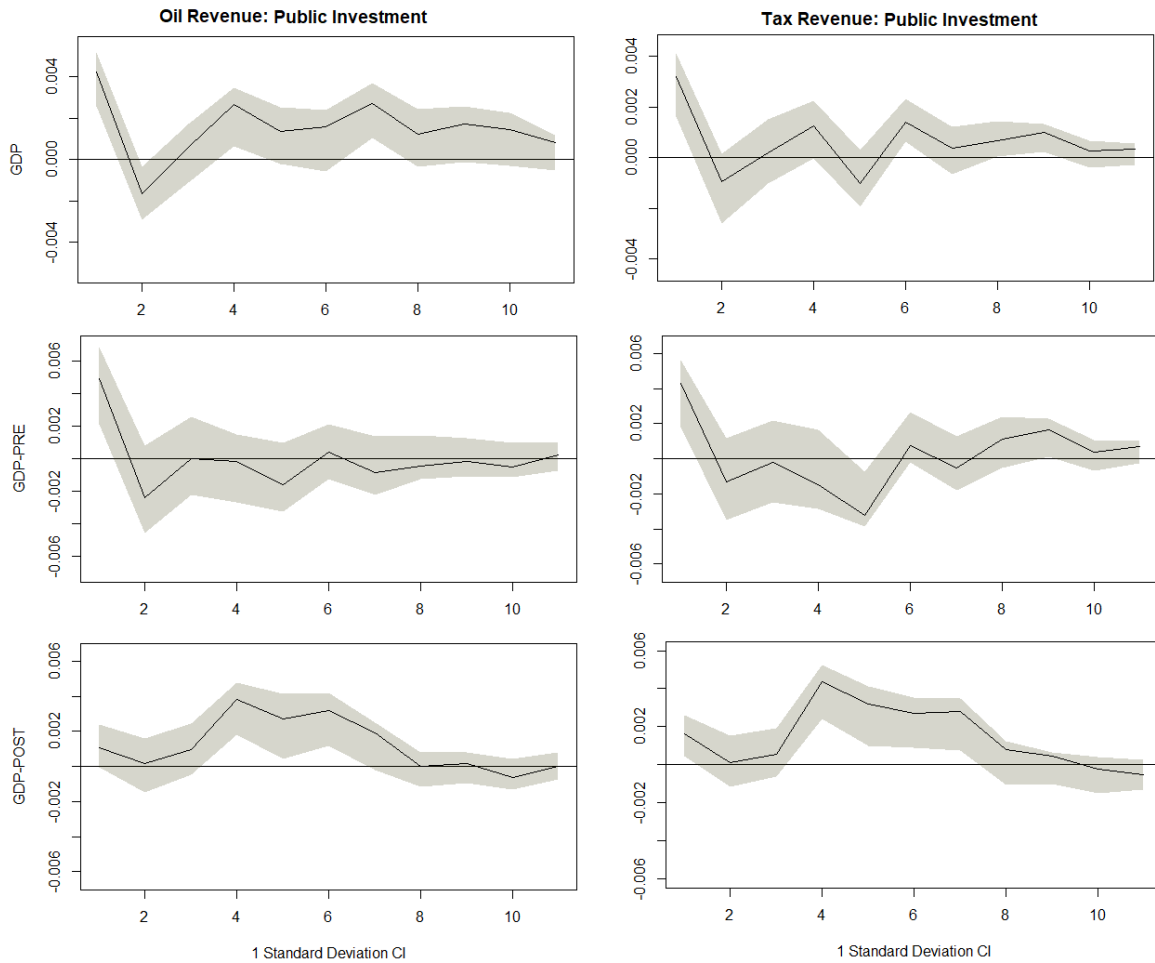 Oil Revenue: Public Investment
Tax Revenue: Public Investment
GDP
0.004
0.000
-0.004
2 4 6 8 10
0.004
0.002
0.000
-0.004
2 4 6 8 10
GDP-PRE
0.006
0.002
-0.002
-0.006
2 4 6 8 10
0.006
0.002
-0.002
-0.006
2 4 6 8 10
GDP-POST
0.006
0.002
-0.002
-0.006
2 4 6 8 10
1 Standard Deviation CI
0.006
0.002
-0.002
-0.006
2 4 6 8 10
1 Standard Deviation CI